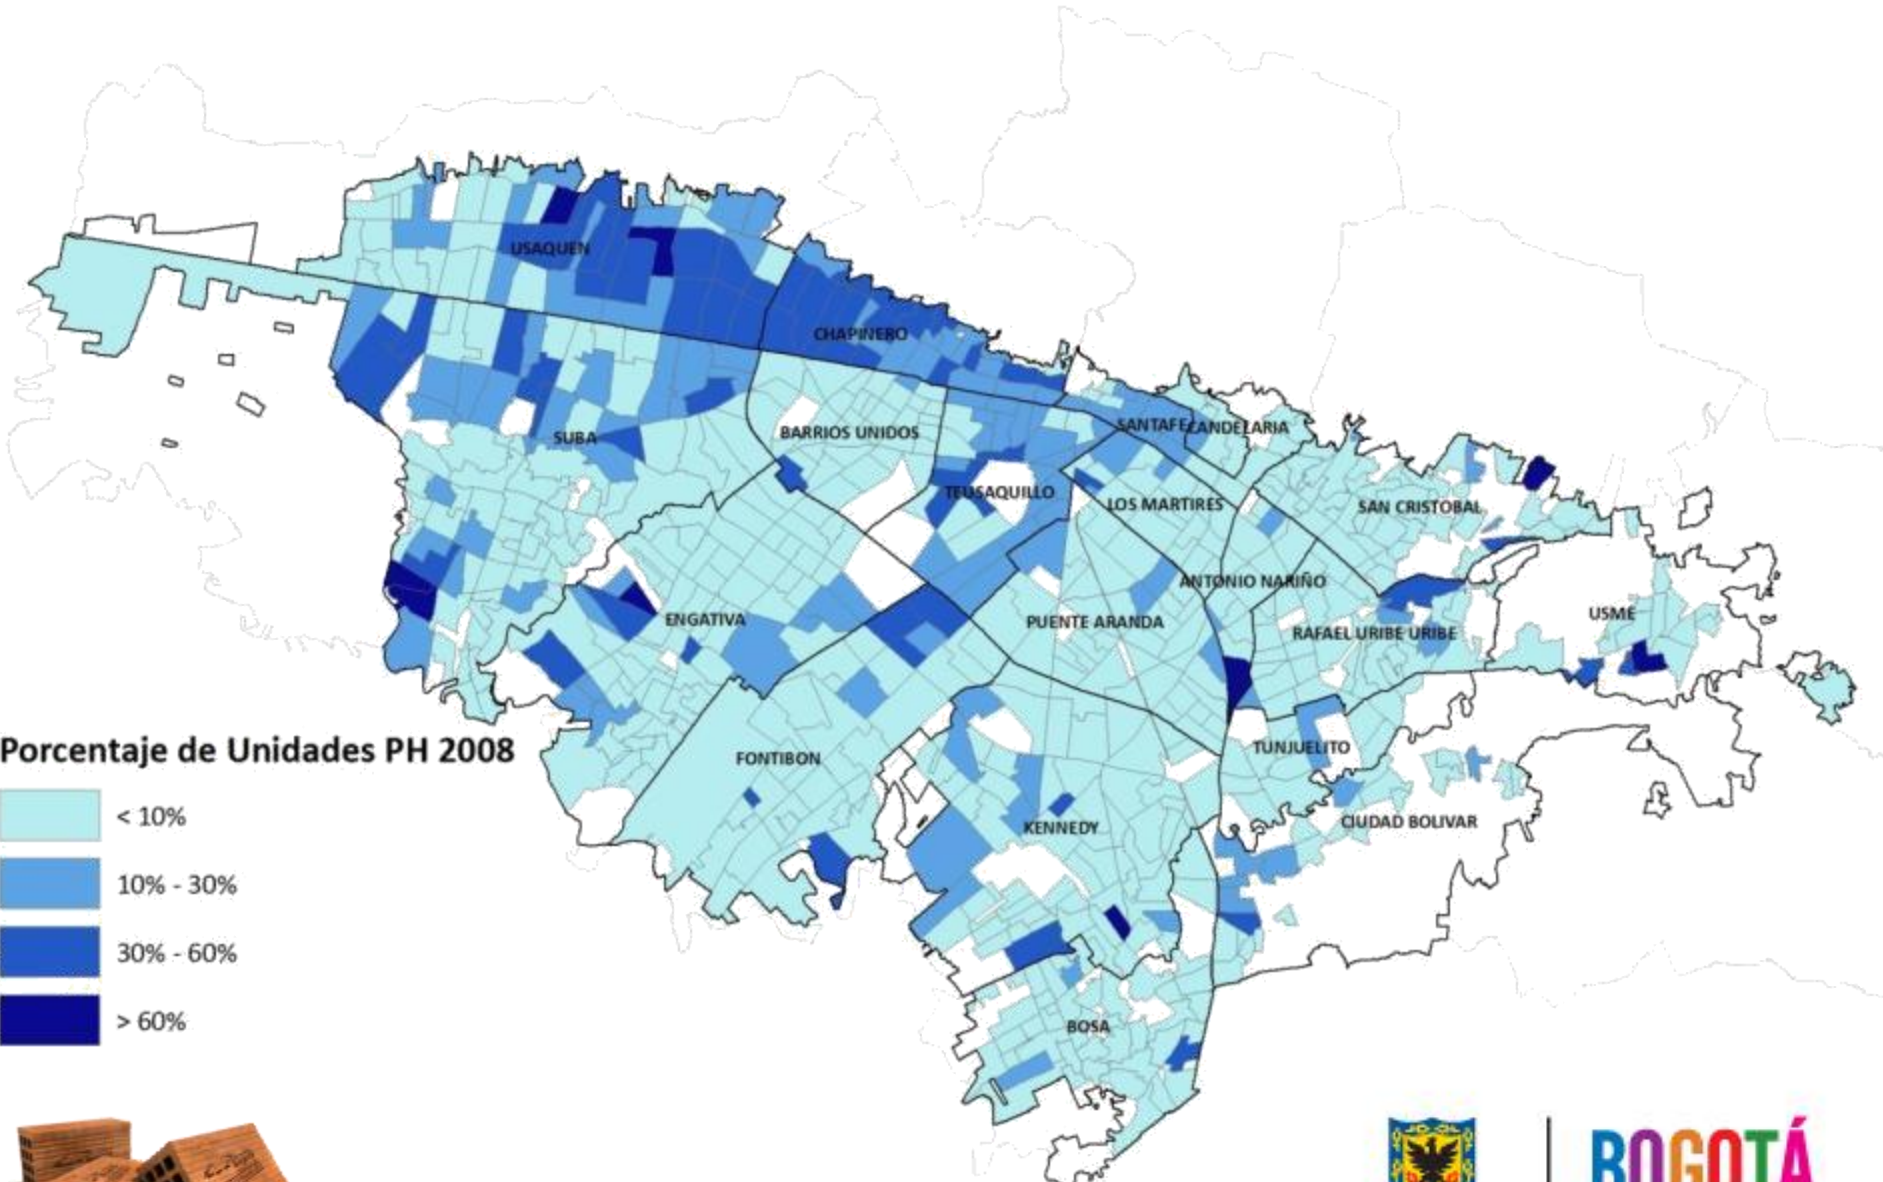 USAQUEN
CHAPINERO
SUBA
BARRIOS UNIDOS
SANTAFE
CANDELARIA
TEUSAQUILLO
LOS MARTIRES
SAN CRISTOBAL
ANTONIO NARIÑO
ENGATIVA
PUENTE ARANDA
RAFAEL URIBE URIBE
USME
FONTIBON
TUNJUELITO
KENNEDY
CIUDAD BOLIVAR
BOSA
Porcentaje de Unidades PH 2008
< 10%
10% - 30%
30% - 60%
> 60%
BOGOTÁ